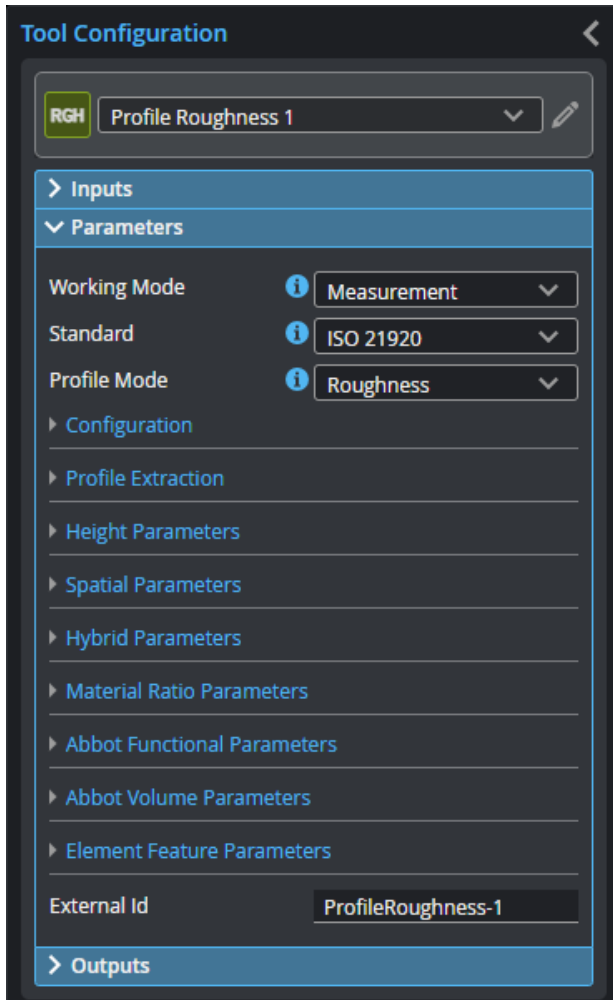 Tool Configuration
RGH Profile Roughness 1
Inputs
Parameters
Working Mode Measurement
Standard ISO 21920
Profile Mode Roughness
Configuration
Profile Extraction
Height Parameters
Spatial Parameters
Hybrid Parameters
Material Ratio Parameters
Abbot Functional Parameters
Abbot Volume Parameters
Element Feature Parameters
External Id ProfileRoughness-1
Outputs